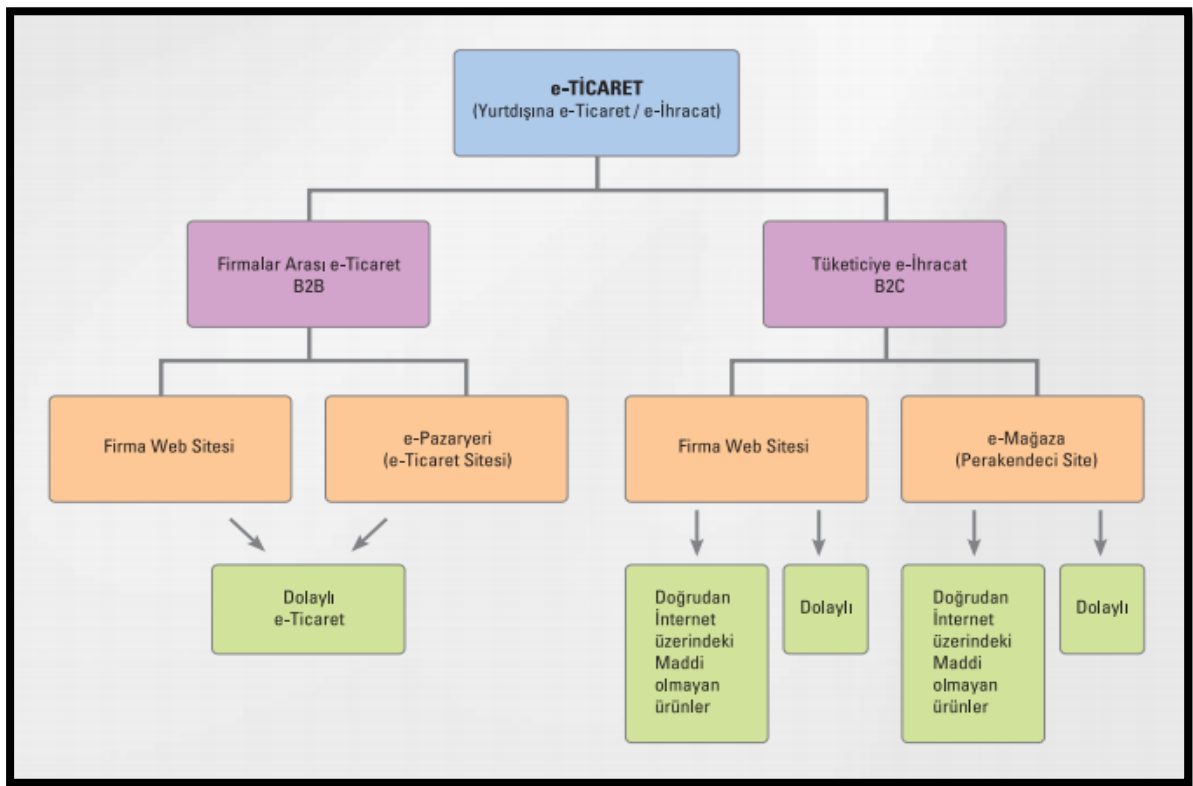 e-TİCARET
(Yurtdışına e-Ticaret / e-İhracat)
Firmalar Arası e-Ticaret
B2B
Tüketiciye e-İhracat
B2C
Firma Web Sitesi
e-Pazaryeri
(e-Ticaret Sitesi)
Firma Web Sitesi
e-Mağaza
(Perakendeci Site)
Dolaylı
e-Ticaret
Doğrudan
İnternet
üzerindeki
Maddi
olmayan
ürünler
Dolaylı
Doğrudan
İnternet
üzerindeki
Maddi
olmayan
ürünler
Dolaylı